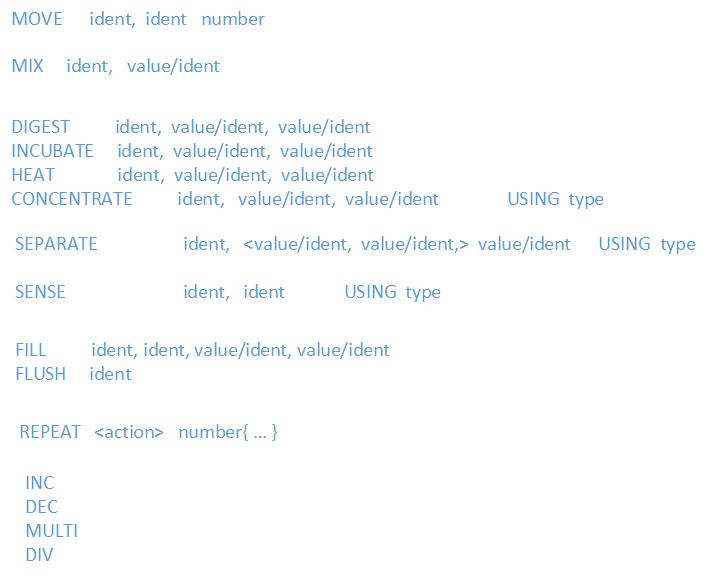 MOVE ident, ident number
MIX ident, value/ident
DIGEST ident, value/ident, value/ident
INCUBATE ident, value/ident, value/ident
HEAT ident, value/ident, value/ident
CONCENTRATE ident, value/ident, value/ident USING type
SEPARATE ident, <value/ident, value/ident,> value/ident USING type
SENSE ident, ident USING type
FILL ident, ident, value/ident, value/ident
FLUSH ident
REPEAT <action> number{ ... }
INC
DEC
MULTI
DIV